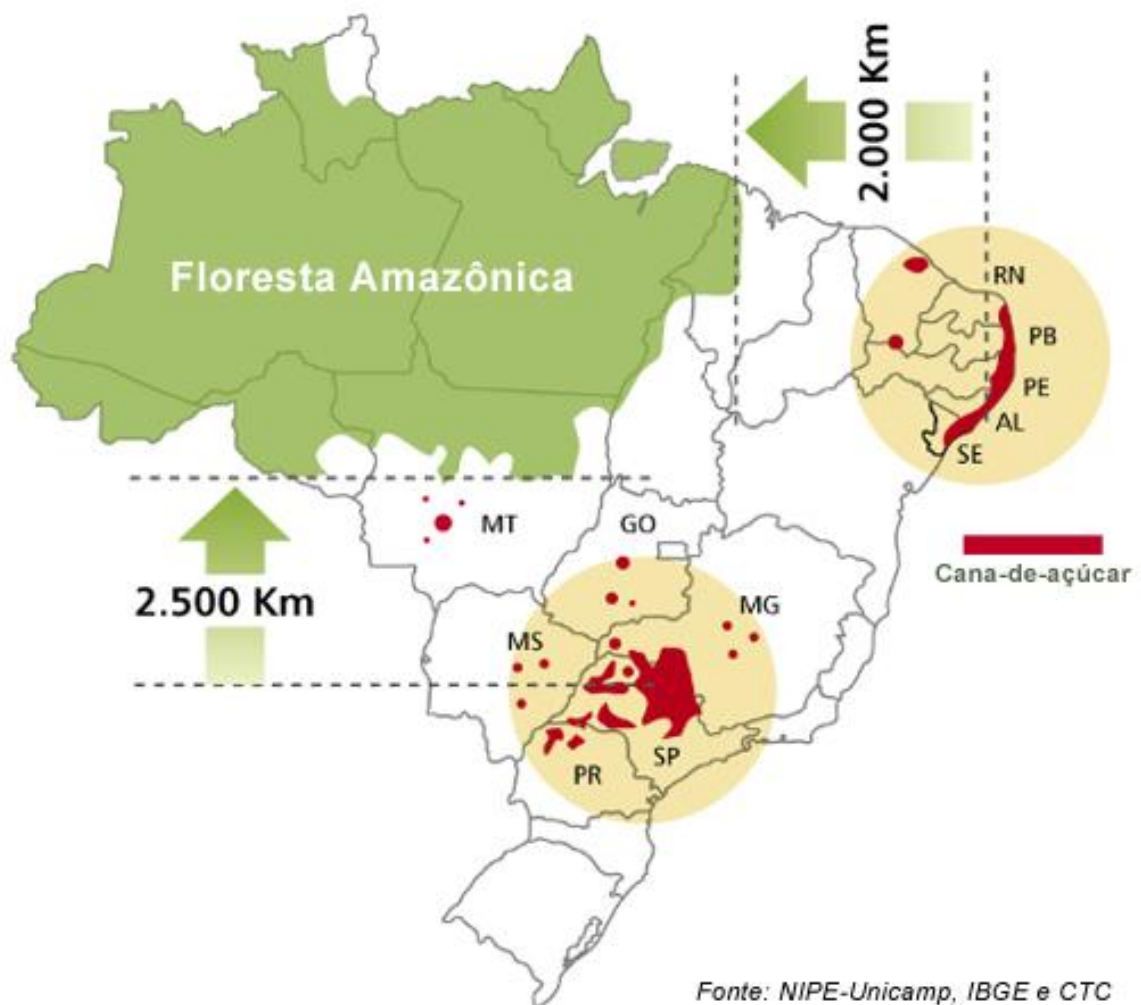 2.000 Km
Floresta Amazônica
RN
PB
PE
AL
SE
MT
GO
Cana-de-açúcar
2.500 Km
MG
MS
SP
PR
Fonte: NIPE-Unicamp, IBGE e CTC